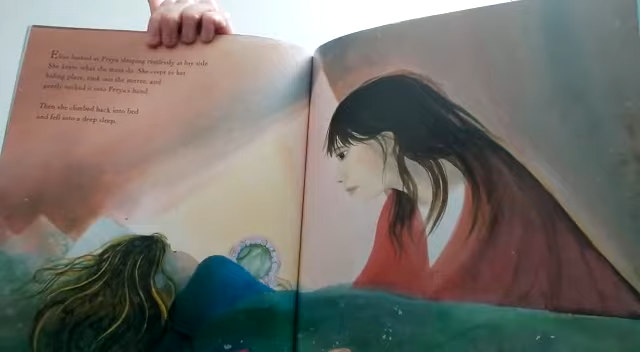 Elise looked at Freya sleeping restlessly at her side
She knew what she must do. She crept to her
hiding place, took out the mirror and
gently tucked it into Freya's hand
Then she climbed back into bed
and fell into a deep sleep.